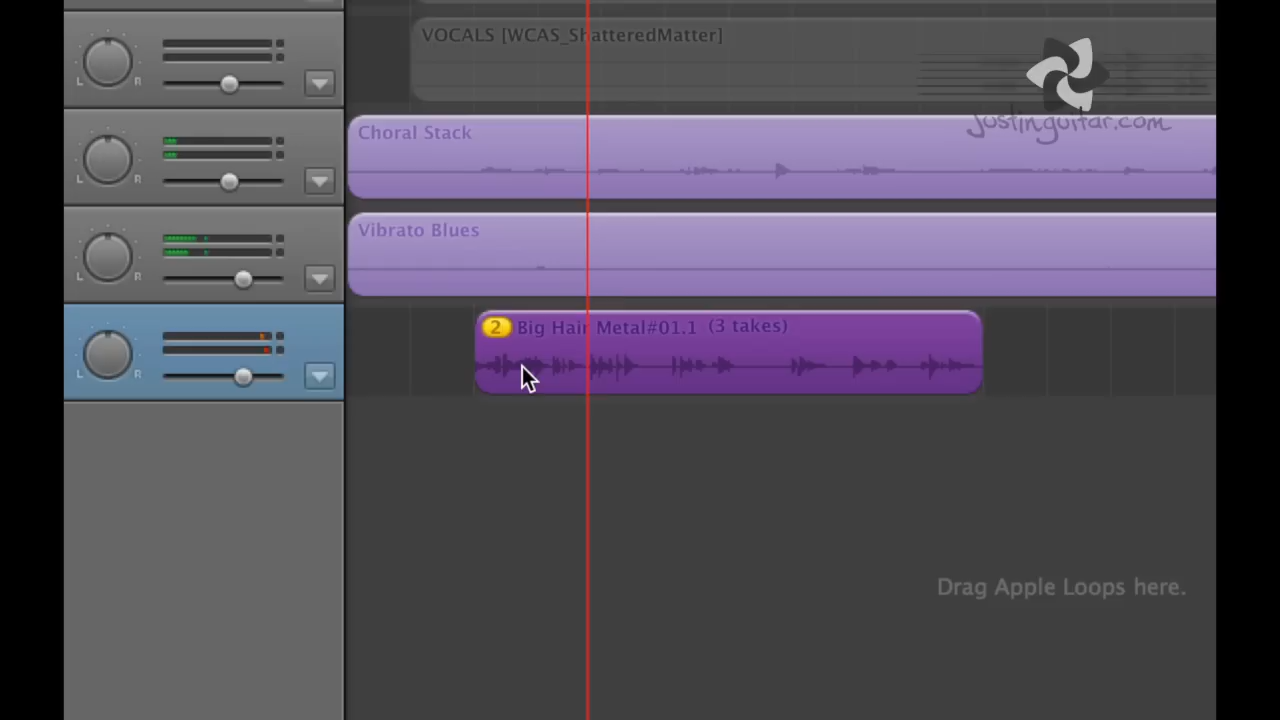 VOCALS [WCAS_ShatteredMatter]
justinguitar.com
Choral Stack
L R
L R
Vibrato Blues
L R
2 Big Hair Metal#01.1 (3 takes)
L R
Drag Apple Loops here.